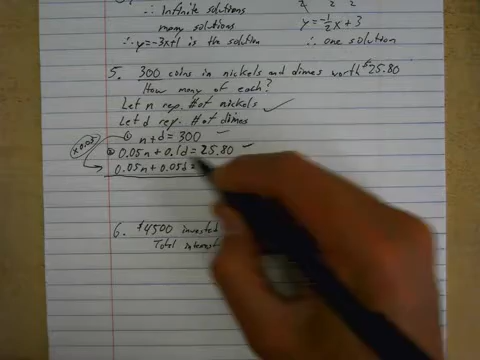 ∴ Infinite solutions
many solutions
∴ y=-3x+1 is the solution
2 2
y=-1/2x+3
∴ one solution
5. 300 coins in nickels and dimes worth $25.80
How many of each?
Let n rep. # of nickels ✓
Let d rep. # of dimes
① n+d=300 ✓
② 0.05n+0.1d=25.80 ✓
0.05n+0.05d=
6. $4500 invested
Total interest